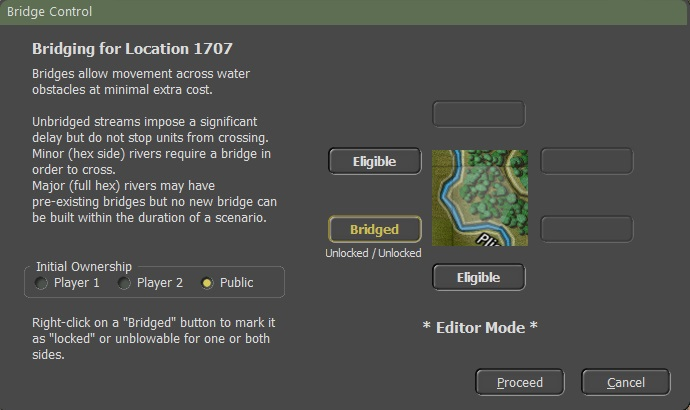 Bridge Control
Bridging for Location 1707
Bridges allow movement across water
obstacles at minimal extra cost.
Unbridged streams impose a significant
delay but do not stop units from crossing.
Minor (hex side) rivers require a bridge in
order to cross.
Major (full hex) rivers may have
pre-existing bridges but no new bridge can
be built within the duration of a scenario.
Initial Ownership
Player 1 Player 2 Public
Right-click on a "Bridged" button to mark it
as "locked" or unblowable for one or both
sides.
Eligible
Bridged
Unlocked / Unlocked
Pli
Eligible
* Editor Mode *
Proceed Cancel